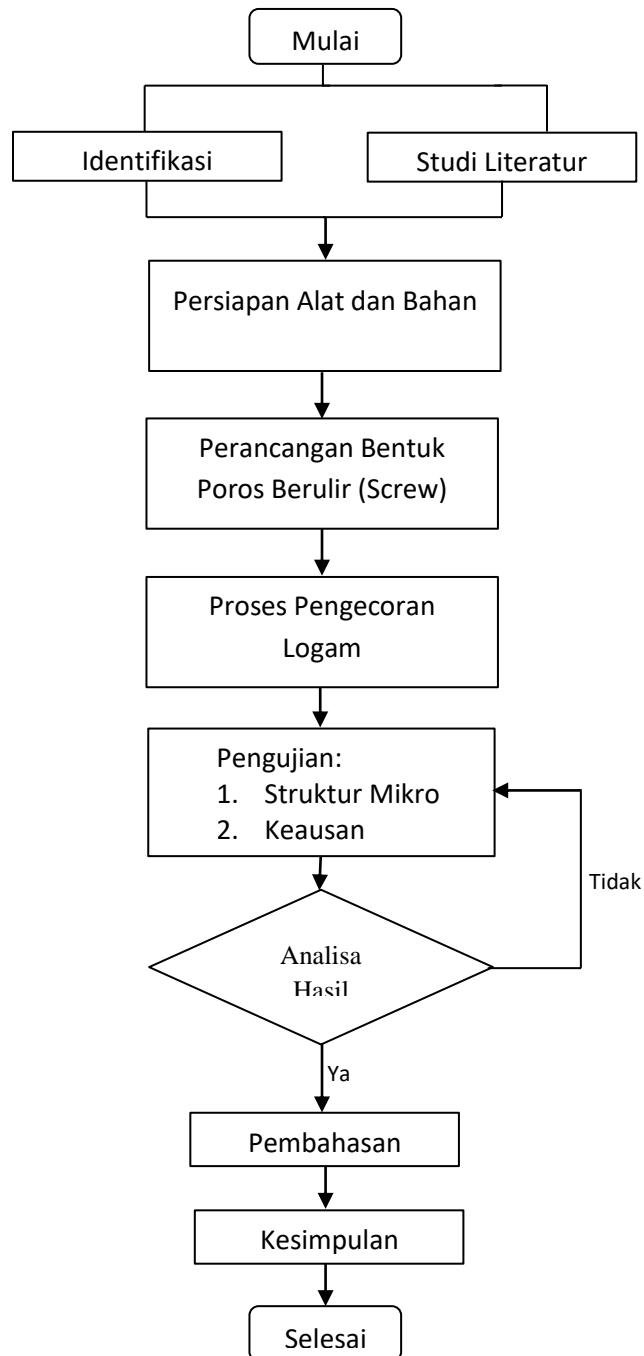 Mulai
Identifikasi
Studi Literatur
Persiapan Alat dan Bahan
Perancangan Bentuk
Poros Berulir (Screw)
Proses Pengecoran
Logam
Pengujian:
1. Struktur Mikro
2. Keausan
Tidak
Analisa
Hasil
Ya
Pembahasan
Kesimpulan
Selesai